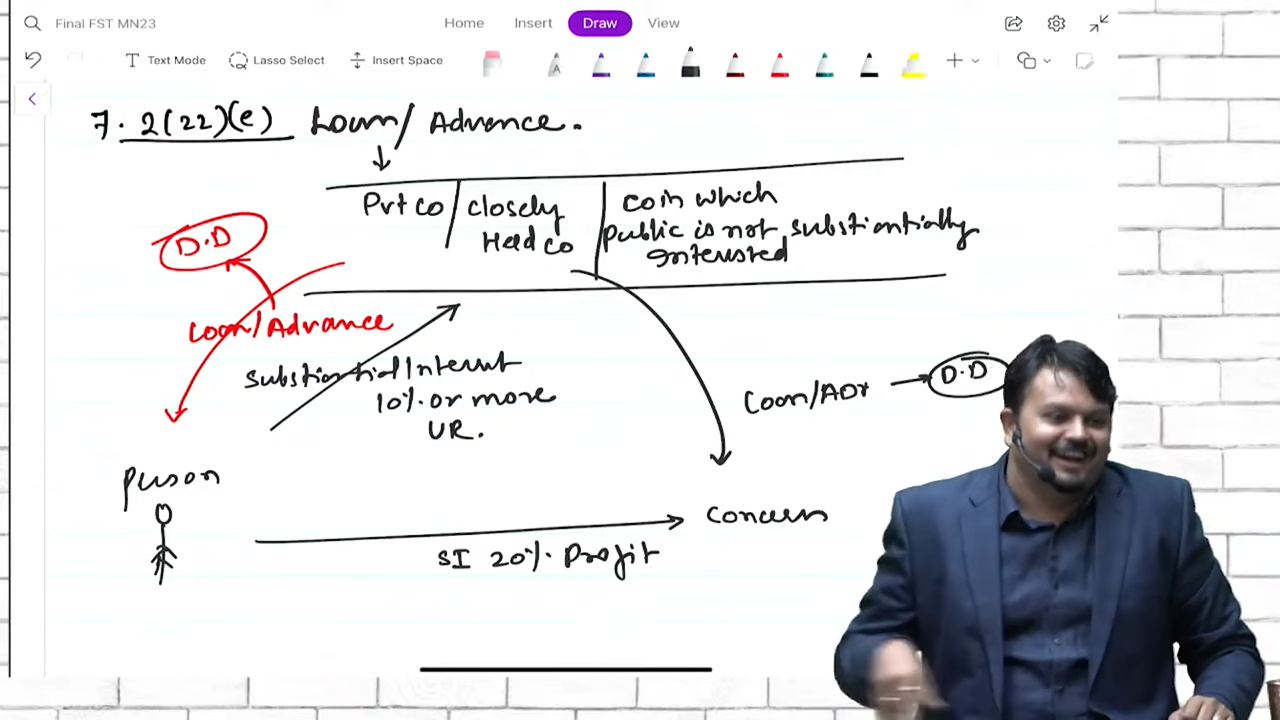 Final FST MN23
Home Insert Draw View
T Text Mode Lasso Select Insert Space
A
7. 2(22)(e) Loan/ Advance.
Pvt co closely Held co
Co in which public is not substantially Interested
D.D
Loan/Advance
Substantial Interest
10% or more
VR.
Loan/Adv
D.D
Person
Concern
SI 20% Profit